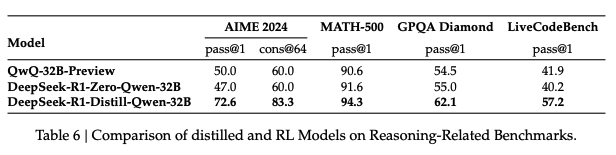 Model AIME 2024 MATH-500 GPQA Diamond LiveCodeBench
pass@1 cons@64 pass@1 pass@1 pass@1
QwQ-32B-Preview 50.0 60.0 90.6 54.5 41.9
DeepSeek-R1-Zero-Qwen-32B 47.0 60.0 91.6 55.0 40.2
DeepSeek-R1-Distill-Qwen-32B 72.6 83.3 94.3 62.1 57.2
Table 6 | Comparison of distilled and RL Models on Reasoning-Related Benchmarks.